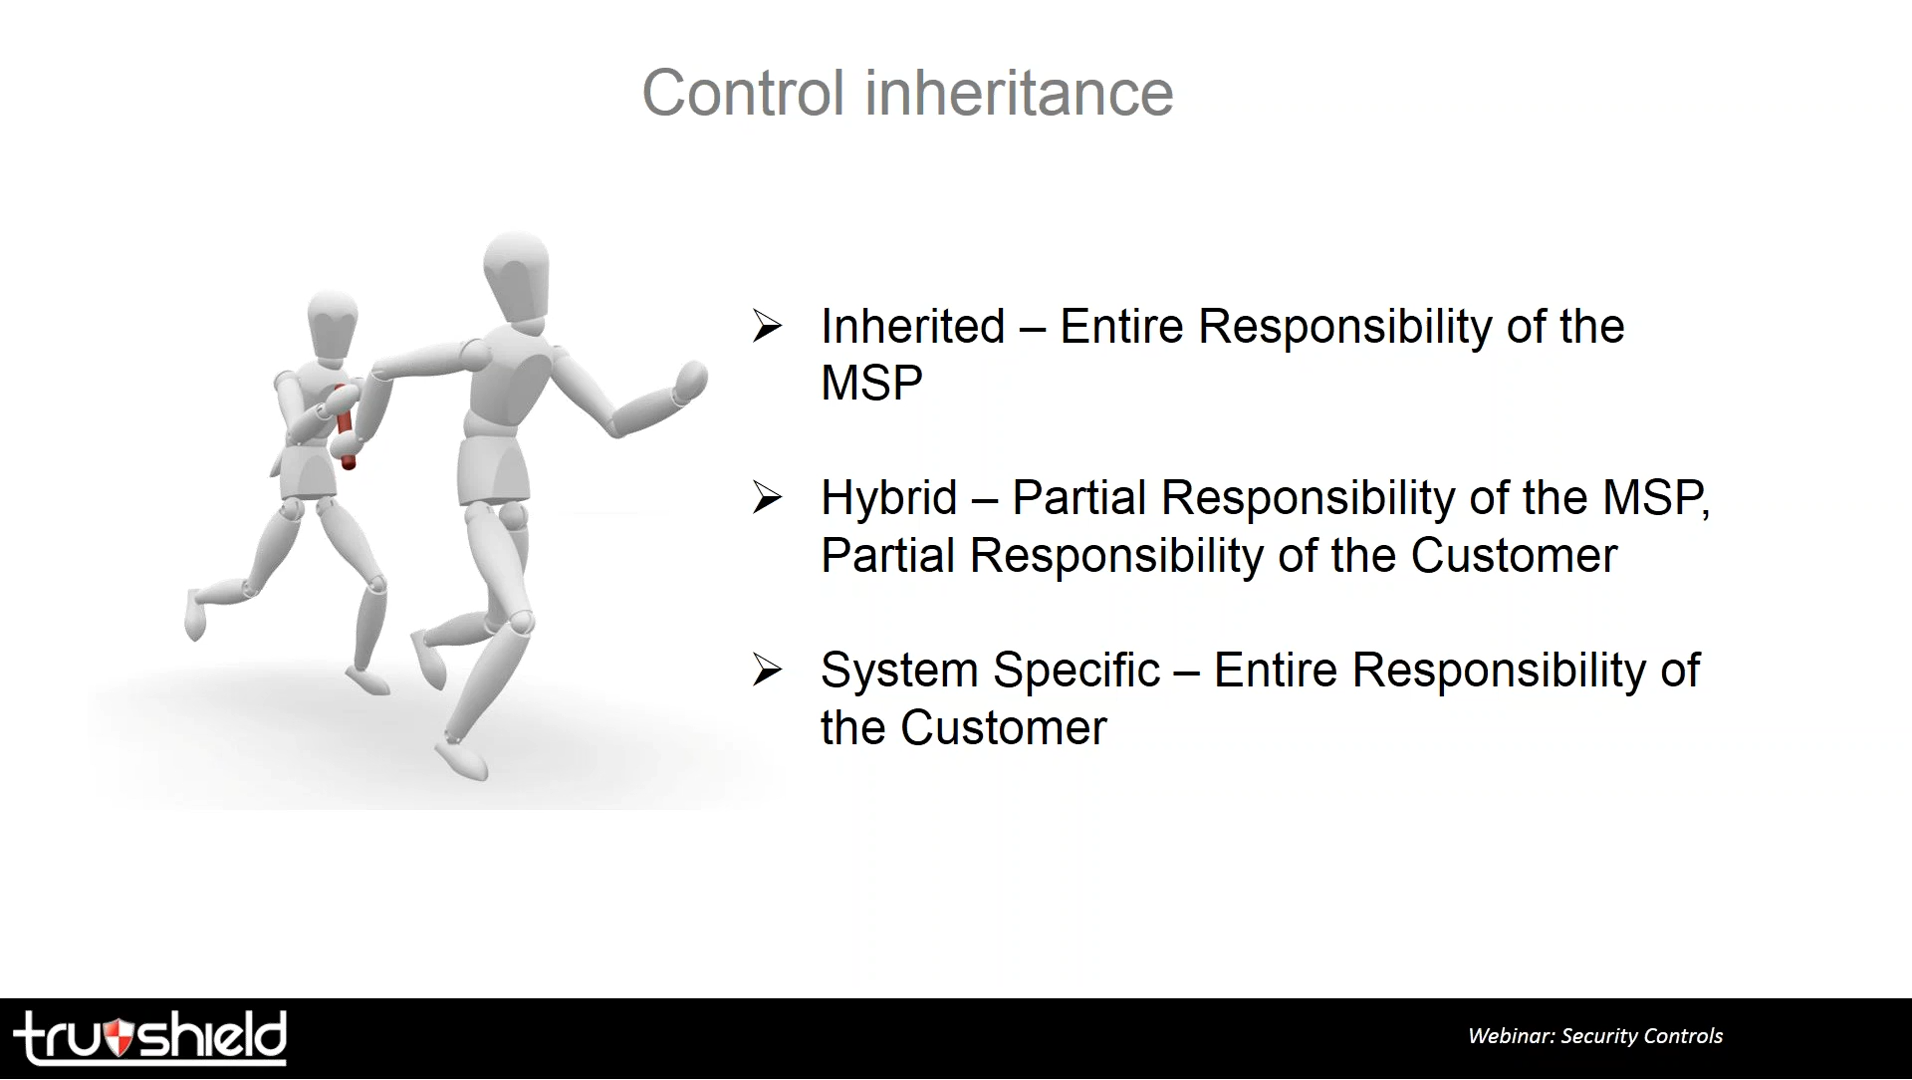 Control inheritance
➢ Inherited – Entire Responsibility of the
MSP
➢ Hybrid – Partial Responsibility of the MSP,
Partial Responsibility of the Customer
➢ System Specific – Entire Responsibility of
the Customer
trushield
Webinar: Security Controls